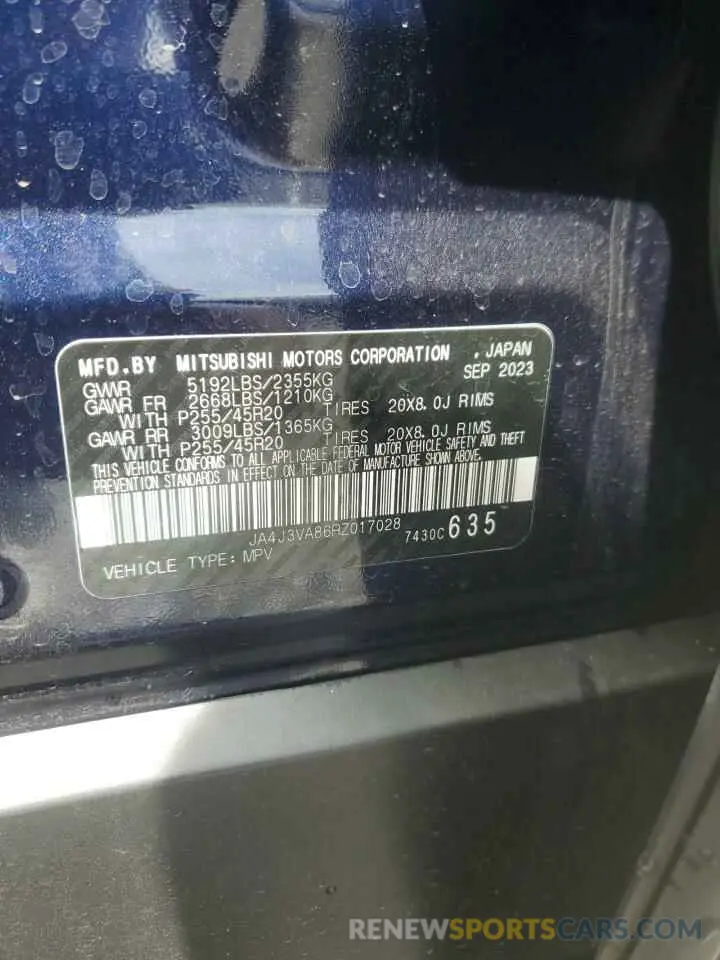 MFD.BY MITSUBISHI MOTORS CORPORATION , JAPAN
GVWR 5192LBS/2355KG SEP 2023
GAWR FR 2668LBS/1210KG
WITH P255/45R20 TIRES 20X8.0J RIMS
GAWR RR 3009LBS/1365KG
WITH P255/45R20 TIRES 20X8.0J RIMS
THIS VEHICLE CONFORMS TO ALL APPLICABLE FEDERAL MOTOR VEHICLE SAFETY AND THEFT
PREVENTION STANDARDS IN EFFECT ON THE DATE OF MANUFACTURE SHOWN ABOVE.
JA4J3VA86RZ017028 7430C 635
VEHICLE TYPE: MPV
RENEWSPORTSCARS.COM